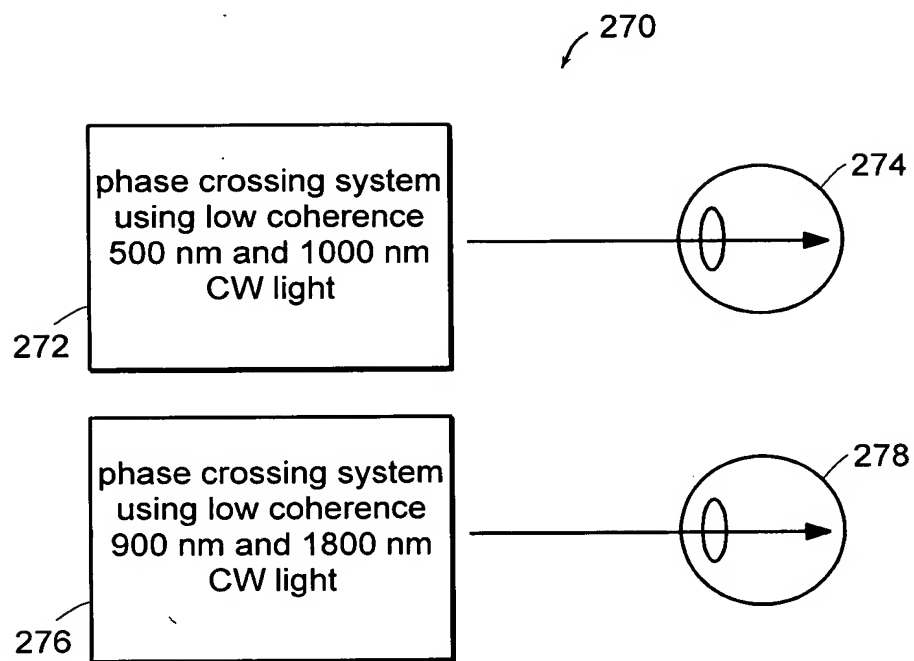 270
phase crossing system
using low coherence
500 nm and 1000 nm
CW light
272
274
phase crossing system
using low coherence
900 nm and 1800 nm
CW light
276
278